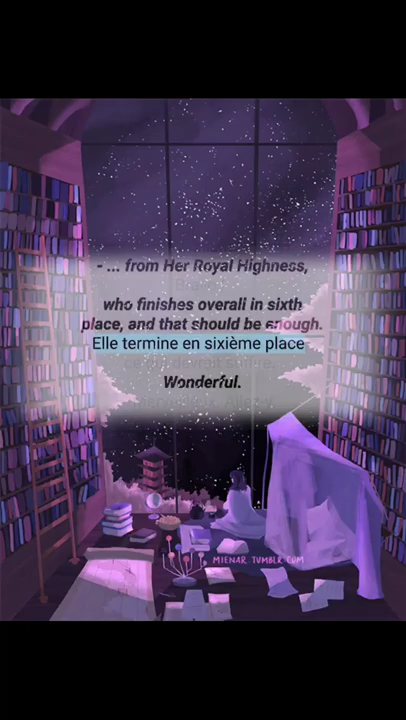 - ... from Her Royal Highness,
who finishes overall in sixth
place, and that should be enough.
Elle termine en sixième place
Wonderful.
MIENAR.TUMBLR.COM